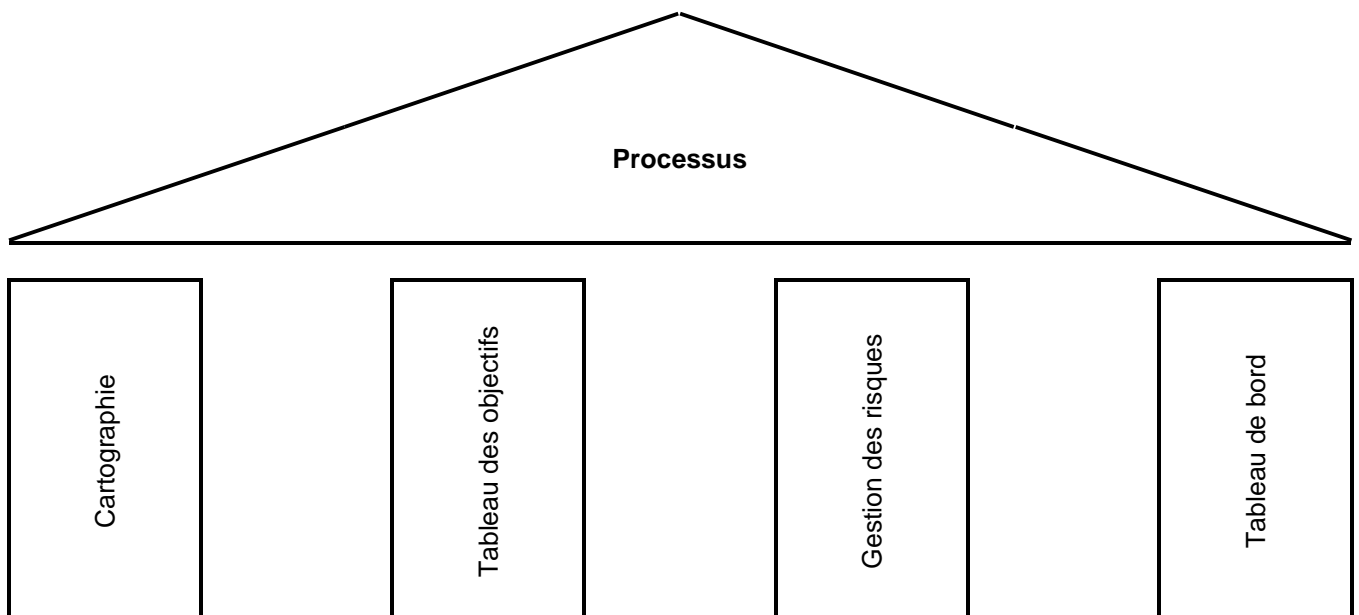 Processus
Cartographie
Tableau des objectifs
Gestion des risques
Tableau de bord